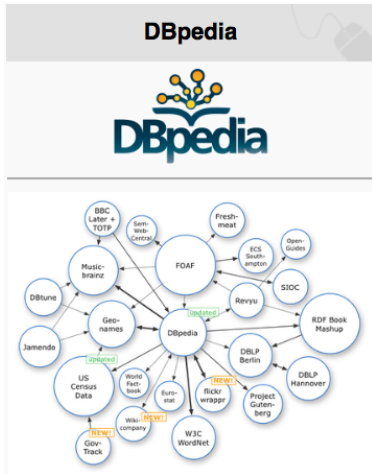 DBpedia
DBpedia
BBC
Later +
TOTP
Sem-
Web-
Central
Fresh-
meat
Music-
brainz
FOAF
ECS
South-
ampton
Open-
Guides
SIOC
DBtune
Geo-
names
Updated
Revyu
RDF Book
Mashup
Jamendo
DBpedia
Updated
DBLP
Berlin
US
Census
Data
World
Fact-
book
Euro-
stat
NEW!
flickr
wrappr
DBLP
Hannover
Wiki-
company
NEW!
Project
Guten-
berg
NEW!
Gov-
Track
W3C
WordNet